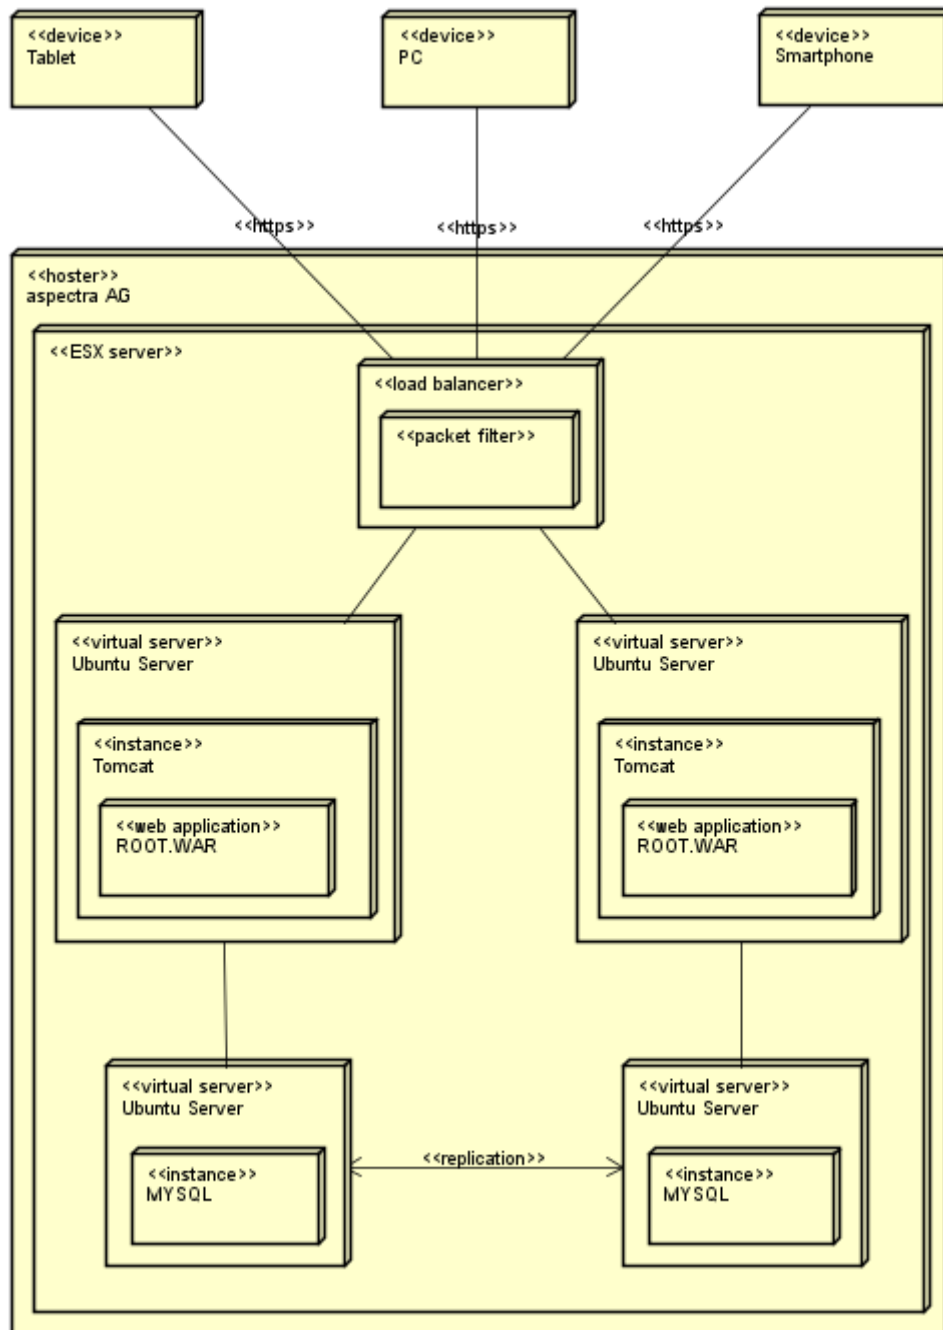 <<device>>
Tablet
<<device>>
PC
<<device>>
Smartphone
<<https>>
<<https>>
<<https>>
<<hoster>>
aspectra AG
<<ESX server>>
<<load balancer>>
<<packet filter>>
<<virtual server>>
Ubuntu Server
<<virtual server>>
Ubuntu Server
<<instance>>
Tomcat
<<instance>>
Tomcat
<<web application>>
ROOT.WAR
<<web application>>
ROOT.WAR
<<virtual server>>
Ubuntu Server
<<virtual server>>
Ubuntu Server
<<replication>>
<<instance>>
MYSQL
<<instance>>
MYSQL